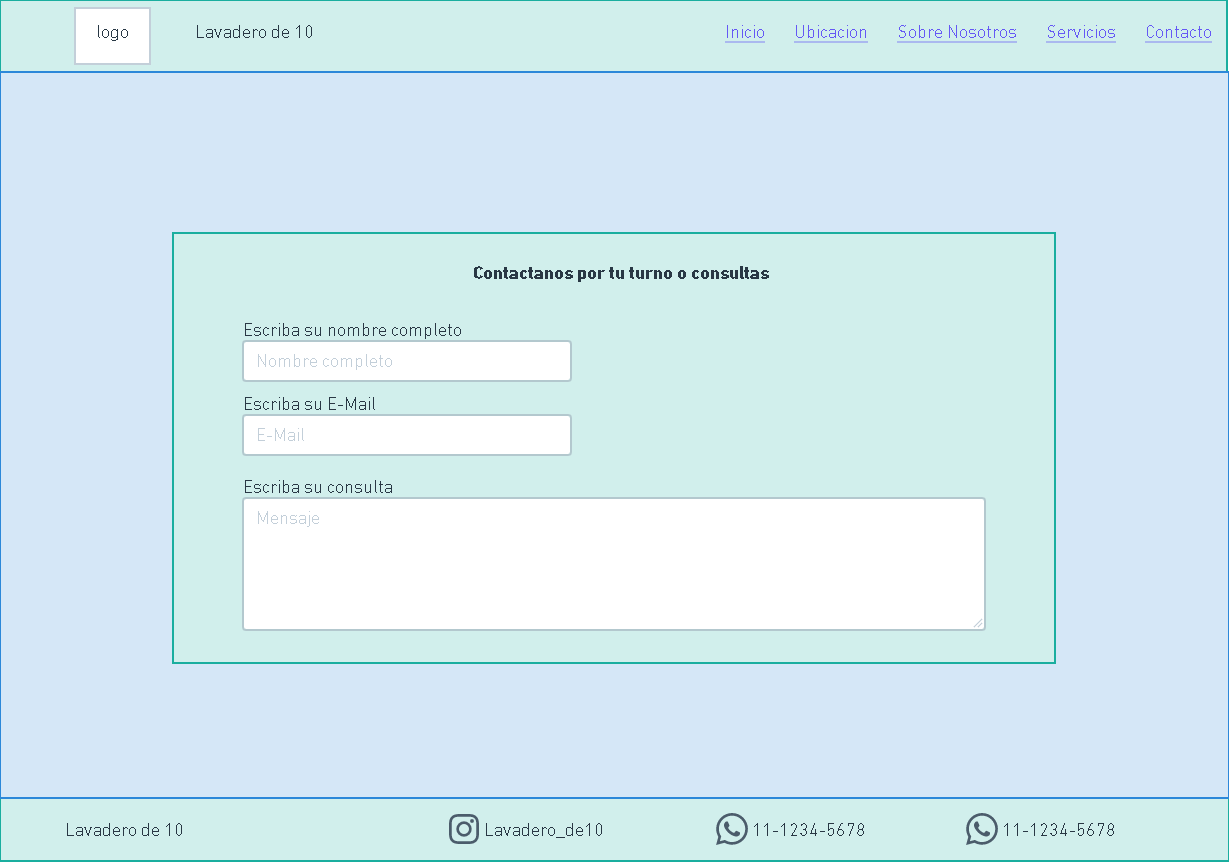 logo
Lavadero de 10
Inicio
Ubicacion
Sobre Nosotros
Servicios
Contacto
Contactanos por tu turno o consultas
Escriba su nombre completo
Nombre completo
Escriba su E-Mail
E-Mail
Escriba su consulta
Mensaje
Lavadero de 10
Lavadero_de10
11-1234-5678
11-1234-5678